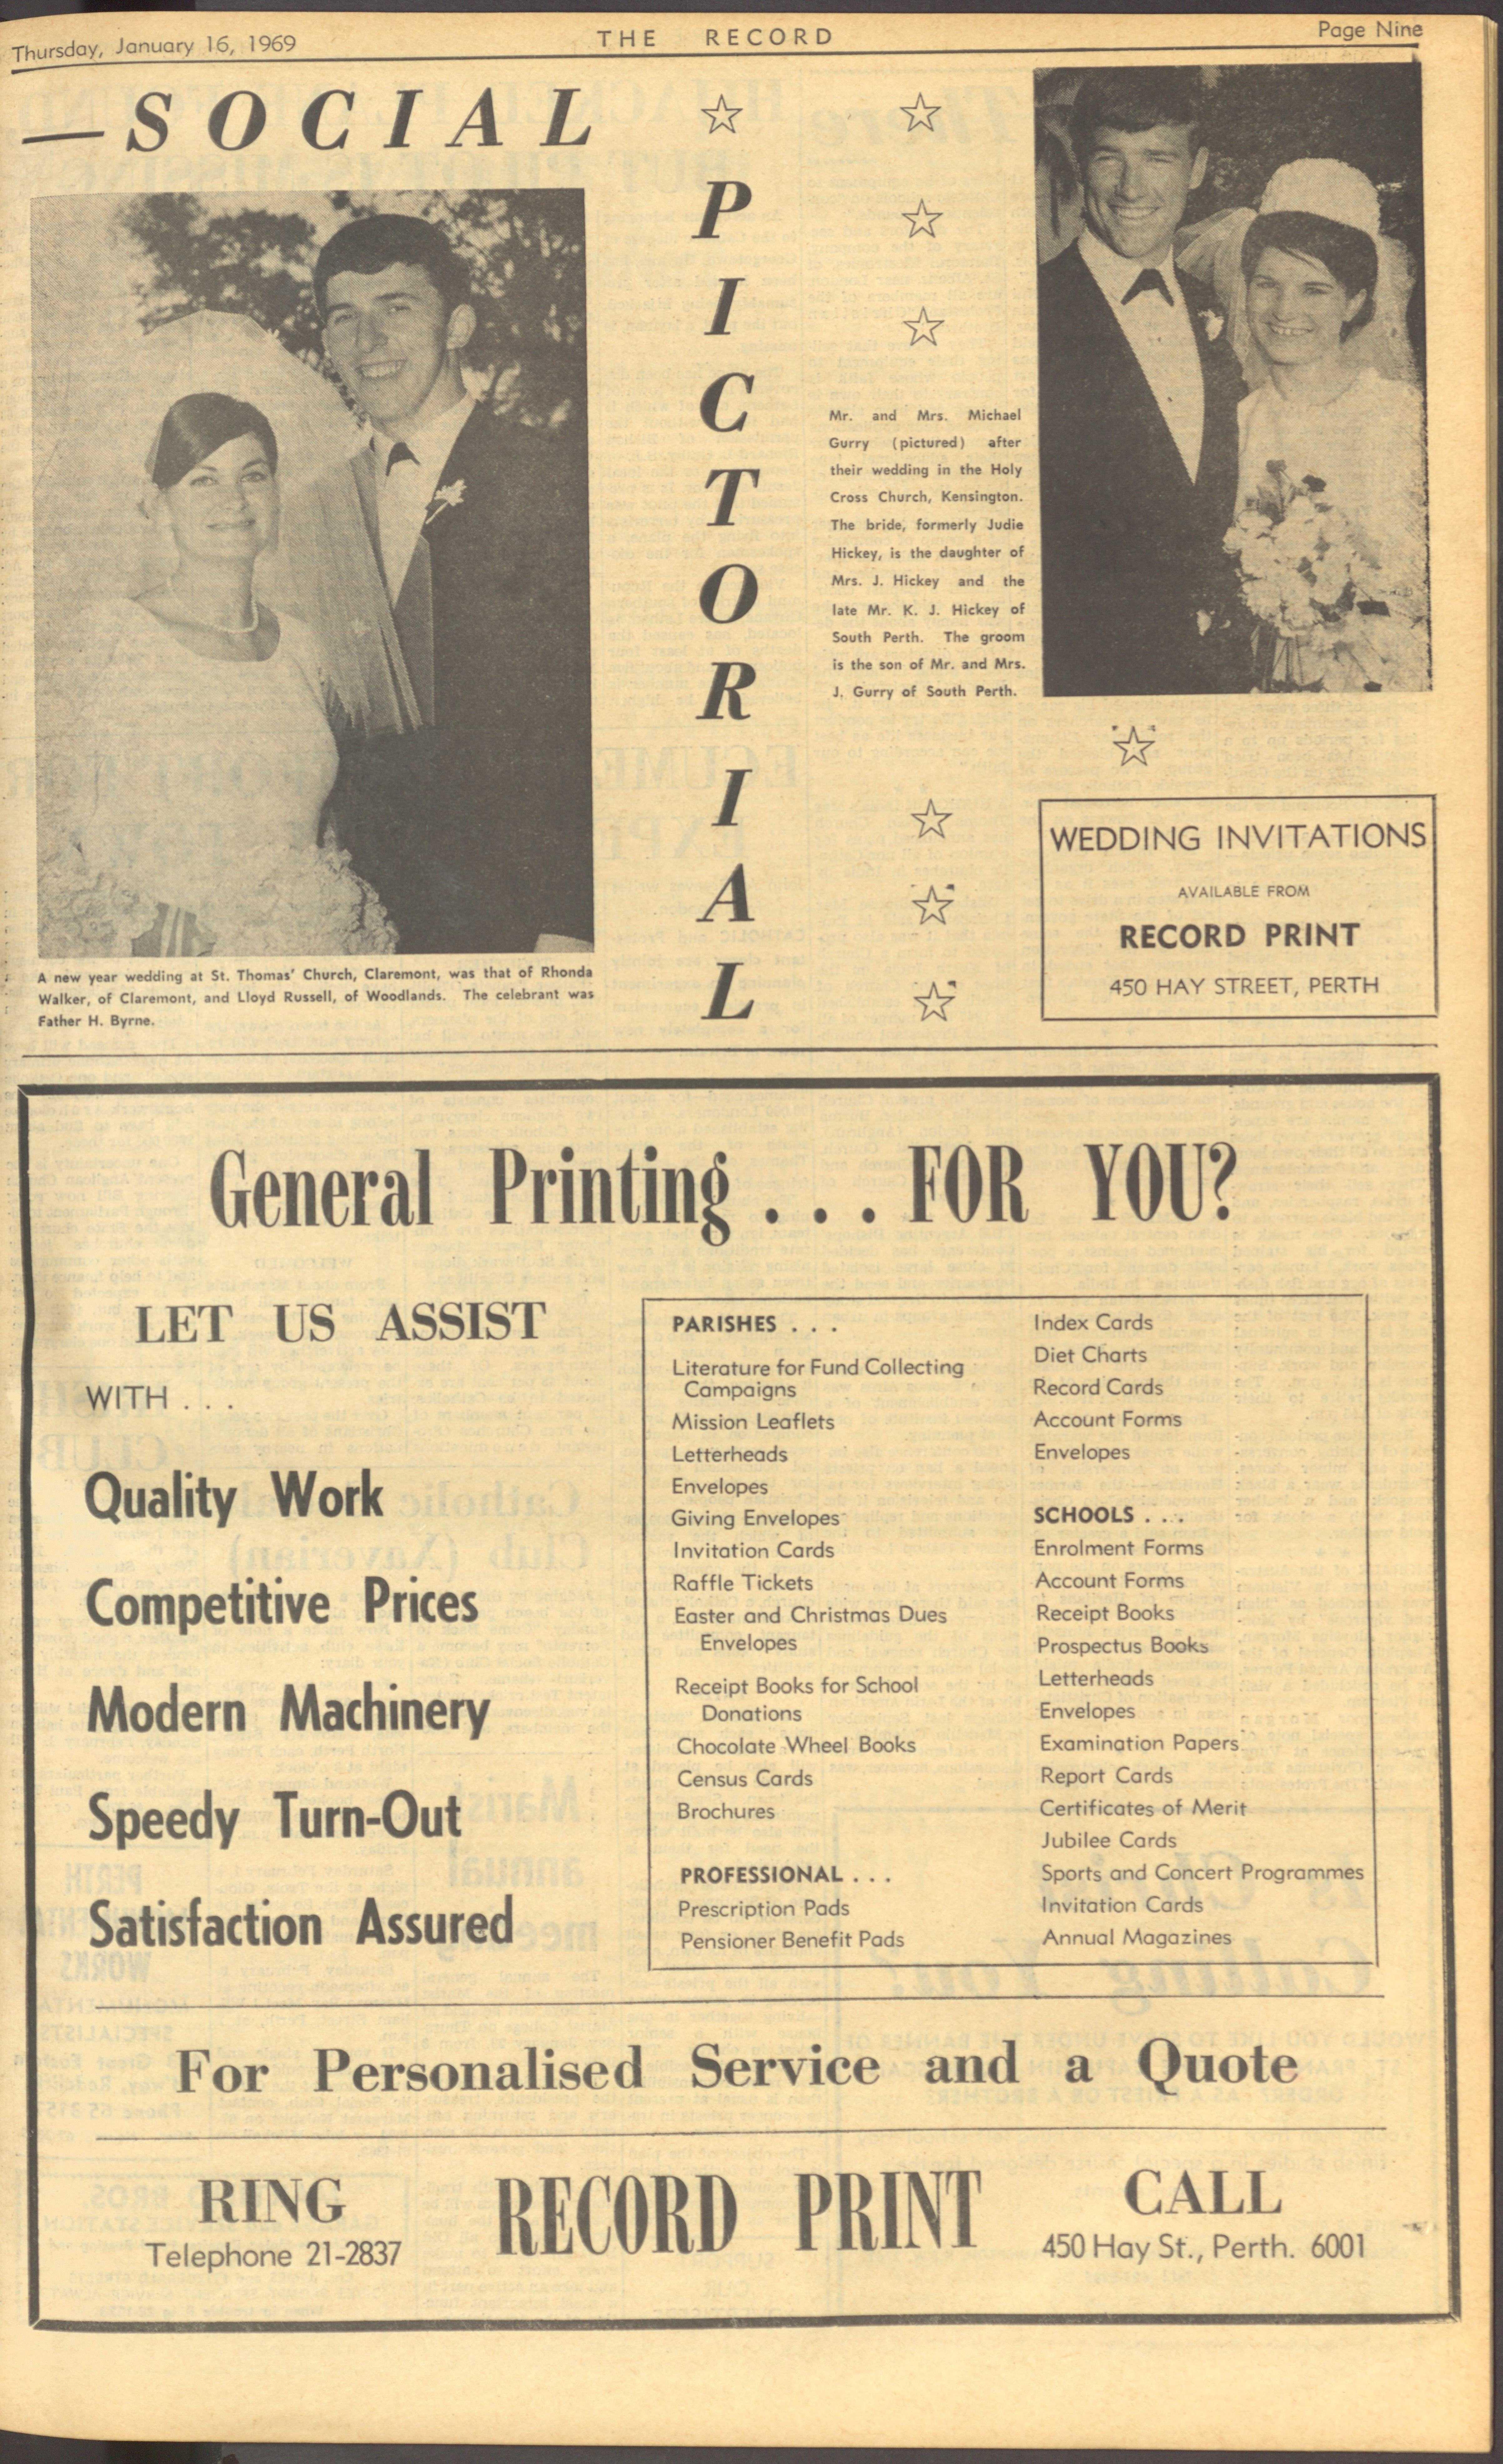 Thursday, January 16, 1969
THE RECORD
Page Nine
—SOCIAL
PICTORIAL
Mr. and Mrs. Michael
Gurry (pictured) after
their wedding in the Holy
Cross Church, Kensington.
The bride, formerly Judie
Hickey, is the daughter of
Mrs. J. Hickey and the
late Mr. K. J. Hickey of
South Perth. The groom
is the son of Mr. and Mrs.
J. Gurry of South Perth.
A new year wedding at St. Thomas' Church, Claremont, was that of Rhonda
Walker, of Claremont, and Lloyd Russell, of Woodlands. The celebrant was
Father H. Byrne.
WEDDING INVITATIONS
AVAILABLE FROM
RECORD PRINT
450 HAY STREET, PERTH
General Printing . . . FOR YOU?
LET US ASSIST
WITH . . .
Quality Work
Competitive Prices
Modern Machinery
Speedy Turn-Out
Satisfaction Assured
PARISHES . . .
Literature for Fund Collecting
Campaigns
Mission Leaflets
Letterheads
Envelopes
Giving Envelopes
Invitation Cards
Raffle Tickets
Easter and Christmas Dues
Envelopes
Receipt Books for School
Donations
Chocolate Wheel Books
Census Cards
Brochures
PROFESSIONAL . . .
Prescription Pads
Pensioner Benefit Pads
Index Cards
Diet Charts
Record Cards
Account Forms
Envelopes
SCHOOLS . . .
Enrolment Forms
Account Forms
Receipt Books
Prospectus Books
Letterheads
Envelopes
Examination Papers
Report Cards
Certificates of Merit
Jubilee Cards
Sports and Concert Programmes
Invitation Cards
Annual Magazines
For Personalised Service and a Quote
RING
Telephone 21-2837
RECORD PRINT
CALL
450 Hay St., Perth. 6001